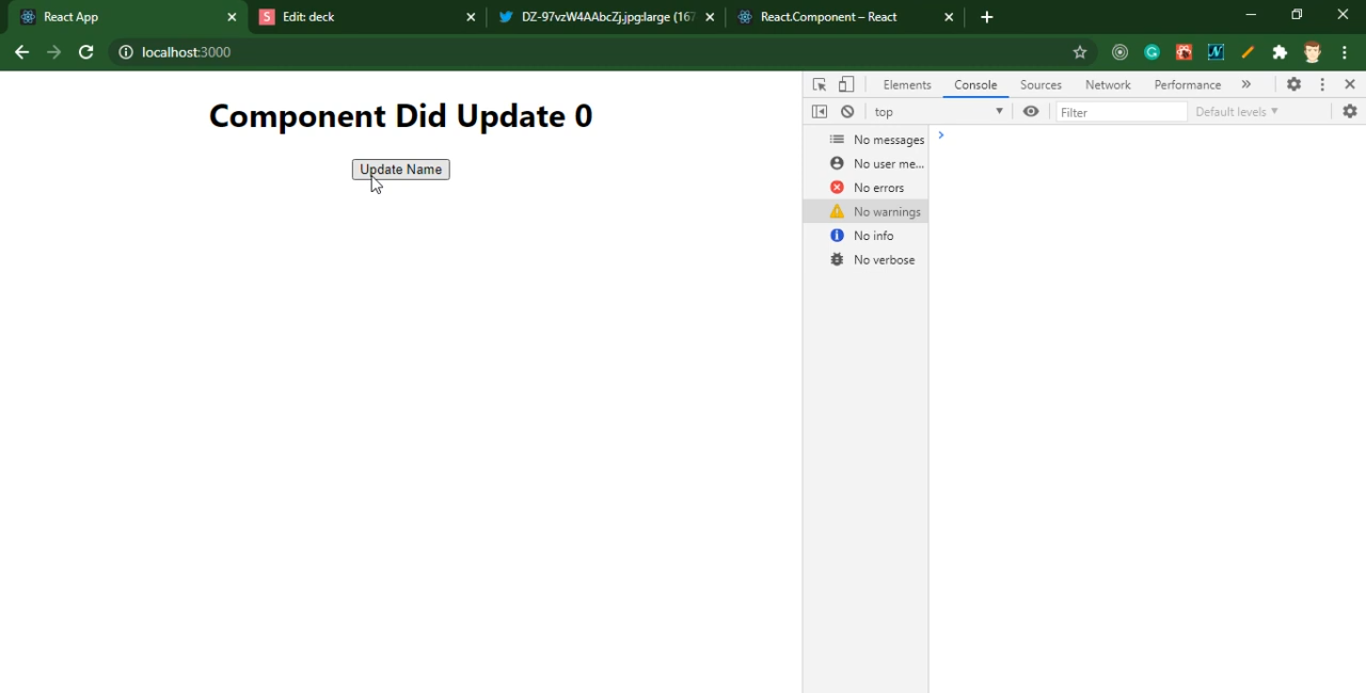 React App
Edit: deck
DZ-97vzW4AAbcZj.jpg:large (167
React.Component – React
localhost:3000
Component Did Update 0
Update Name
Elements
Console
Sources
Network
Performance
»
top
Filter
Default levels
No messages
No user me...
No errors
No warnings
No info
No verbose